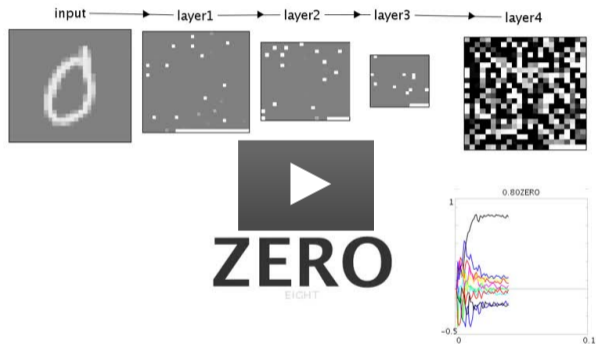 input layer1 layer2 layer3 layer4
0.80ZERO
1
ZERO
EIGHT
-0.5
0 0.1